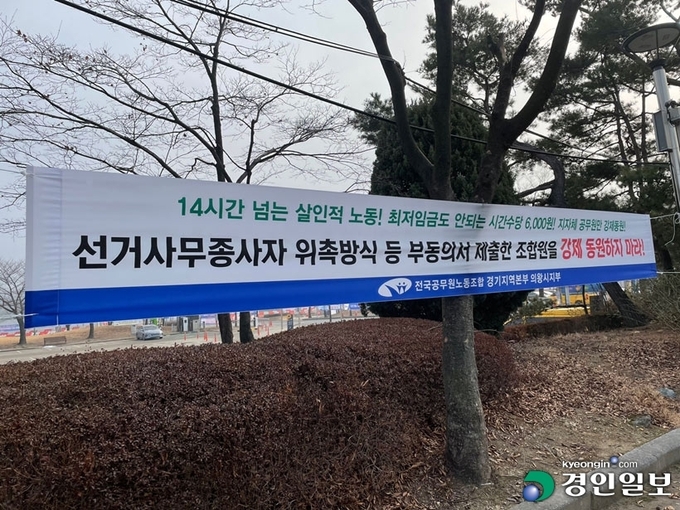 14시간 넘는 살인적 노동! 최저임금도 안되는 시간수당 6,000원! 지자체 공무원만 강제동원!
선거사무종사자 위촉방식 등 부동의서 제출한 조합원을 강제 동원하지 마라!
전국공무원노동조합 경기지역본부 의왕시지부
kyeongin.com
경인일보